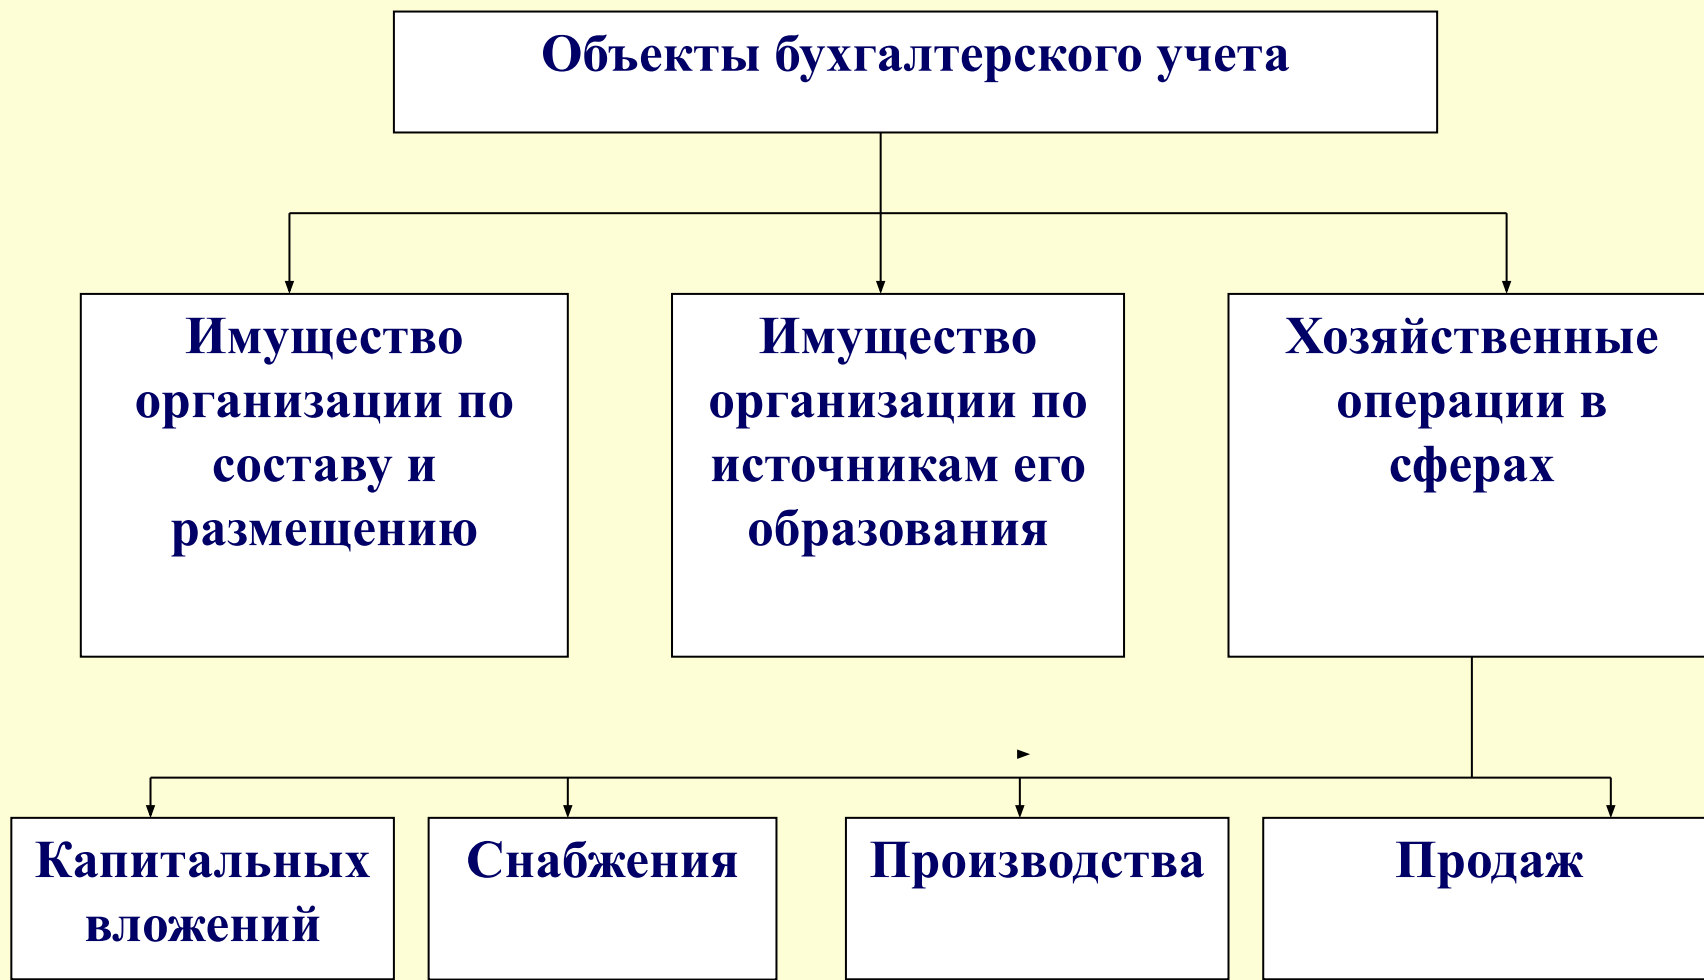 Объекты бухгалтерского учета
Имущество
организации по
составу и
размещению
Имущество
организации по
источникам его
образования
Хозяйственные
операции в
сферах
Капитальных
вложений
Снабжения
Производства
Продаж